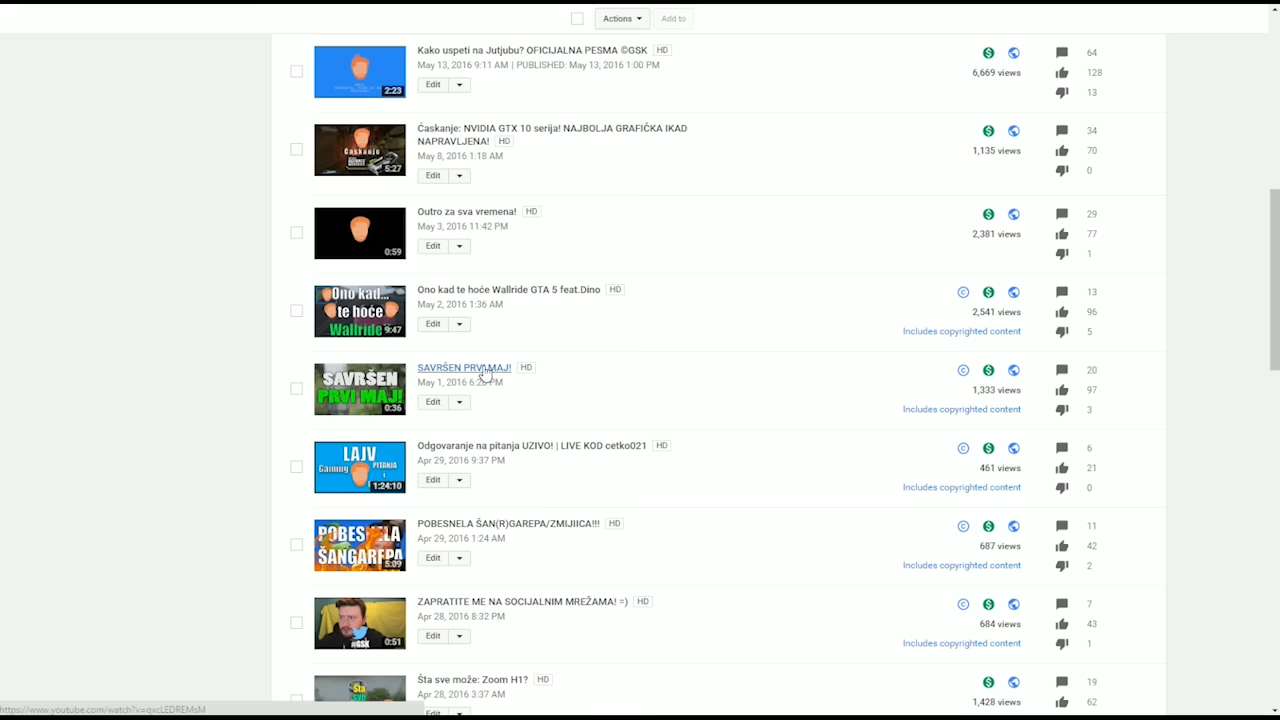 Actions
Add to
Kako uspeti na Jutjubu? OFICIJALNA PESMA ©GSK HD
May 13, 2016 9:11 AM | PUBLISHED: May 13, 2016 1:00 PM
Edit
2:23
6,669 views
64
128
13
Ćaskanje: NVIDIA GTX 10 serija! NAJBOLJA GRAFIČKA IKAD
NAPRAVLJENA! HD
May 8, 2016 1:18 AM
Edit
Ćaskanje
5:27
1,135 views
34
70
0
Outro za sva vremena! HD
May 3, 2016 11:42 PM
Edit
0:59
2,381 views
29
77
1
Ono kad te hoće Wallride GTA 5 feat.Dino HD
May 2, 2016 1:36 AM
Edit
Ono kad...
te hoće
Wallride
9:47
2,541 views
Includes copyrighted content
13
96
5
SAVRŠEN PRVI MAJ! HD
May 1, 2016 PM
Edit
SAVRŠEN
PRVI MAJ!
0:36
1,333 views
Includes copyrighted content
20
97
3
Odgovaranje na pitanja UZIVO! | LIVE KOD cetko021 HD
Apr 29, 2016 9:37 PM
Edit
LAJV
Gaming PITANJA
i
1:24:10
461 views
Includes copyrighted content
6
21
0
POBESNELA ŠAN(R)GAREPA/ZMIJIICA!!! HD
Apr 29, 2016 1:24 AM
Edit
POBESNELA
ŠANGAREPA
5:09
687 views
Includes copyrighted content
11
42
2
ZAPRATITE ME NA SOCIJALNIM MREŽAMA! =) HD
Apr 28, 2016 8:32 PM
Edit
#GSK
0:51
684 views
Includes copyrighted content
7
43
1
Šta sve može: Zoom H1? HD
Apr 28, 2016 3:37 AM
Edit
Šta
sve
1,428 views
19
62
https://www.youtube.com/watch?v=qxcLEDREMsM